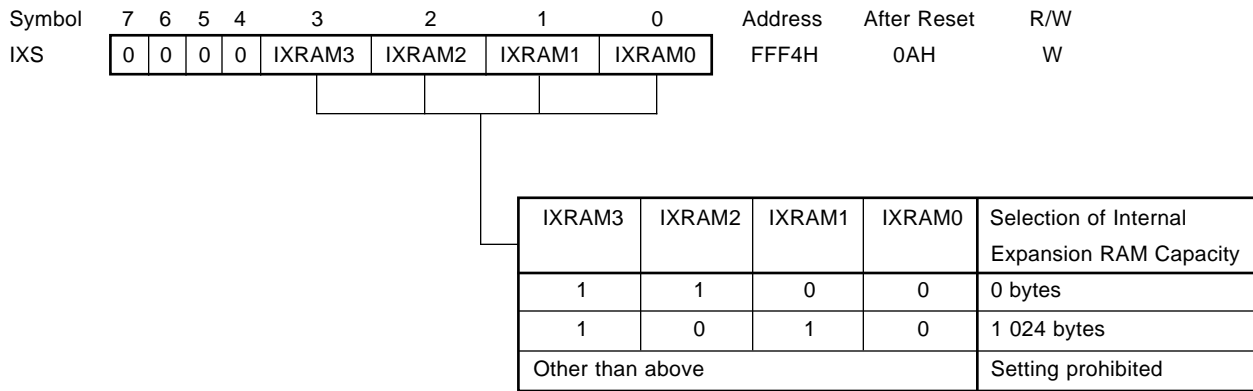 Symbol 7 6 5 4 3 2 1 0 Address After Reset R/W
IXS 0 0 0 0 IXRAM3 IXRAM2 IXRAM1 IXRAM0 FFF4H 0AH W
IXRAM3 IXRAM2 IXRAM1 IXRAM0 Selection of Internal
Expansion RAM Capacity
1 1 0 0 0 bytes
1 0 1 0 1 024 bytes
Other than above Setting prohibited